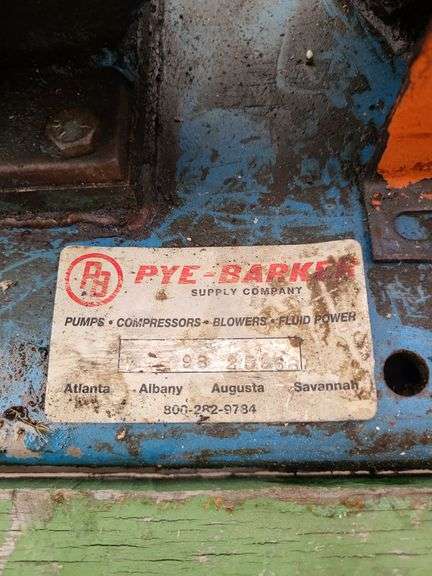 PB
PYE-BARKER
SUPPLY COMPANY
PUMPS • COMPRESSORS • BLOWERS • FLUID POWER
Atlanta Albany Augusta Savannah
800-282-9784